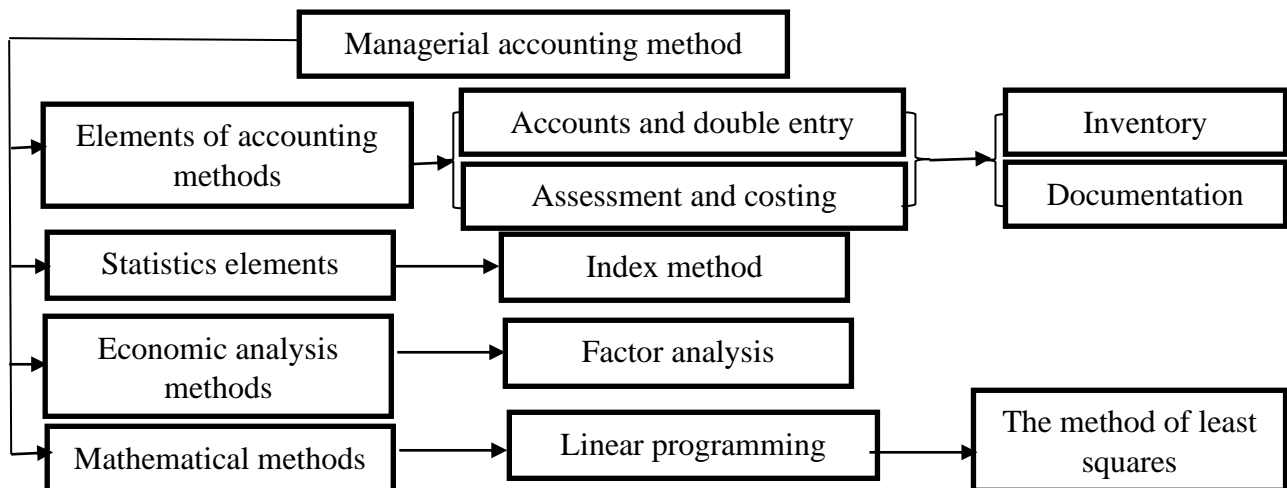 Managerial accounting method
Elements of accounting
methods
Accounts and double entry
Assessment and costing
Inventory
Documentation
Statistics elements
Index method
Economic analysis
methods
Factor analysis
Mathematical methods
Linear programming
The method of least
squares